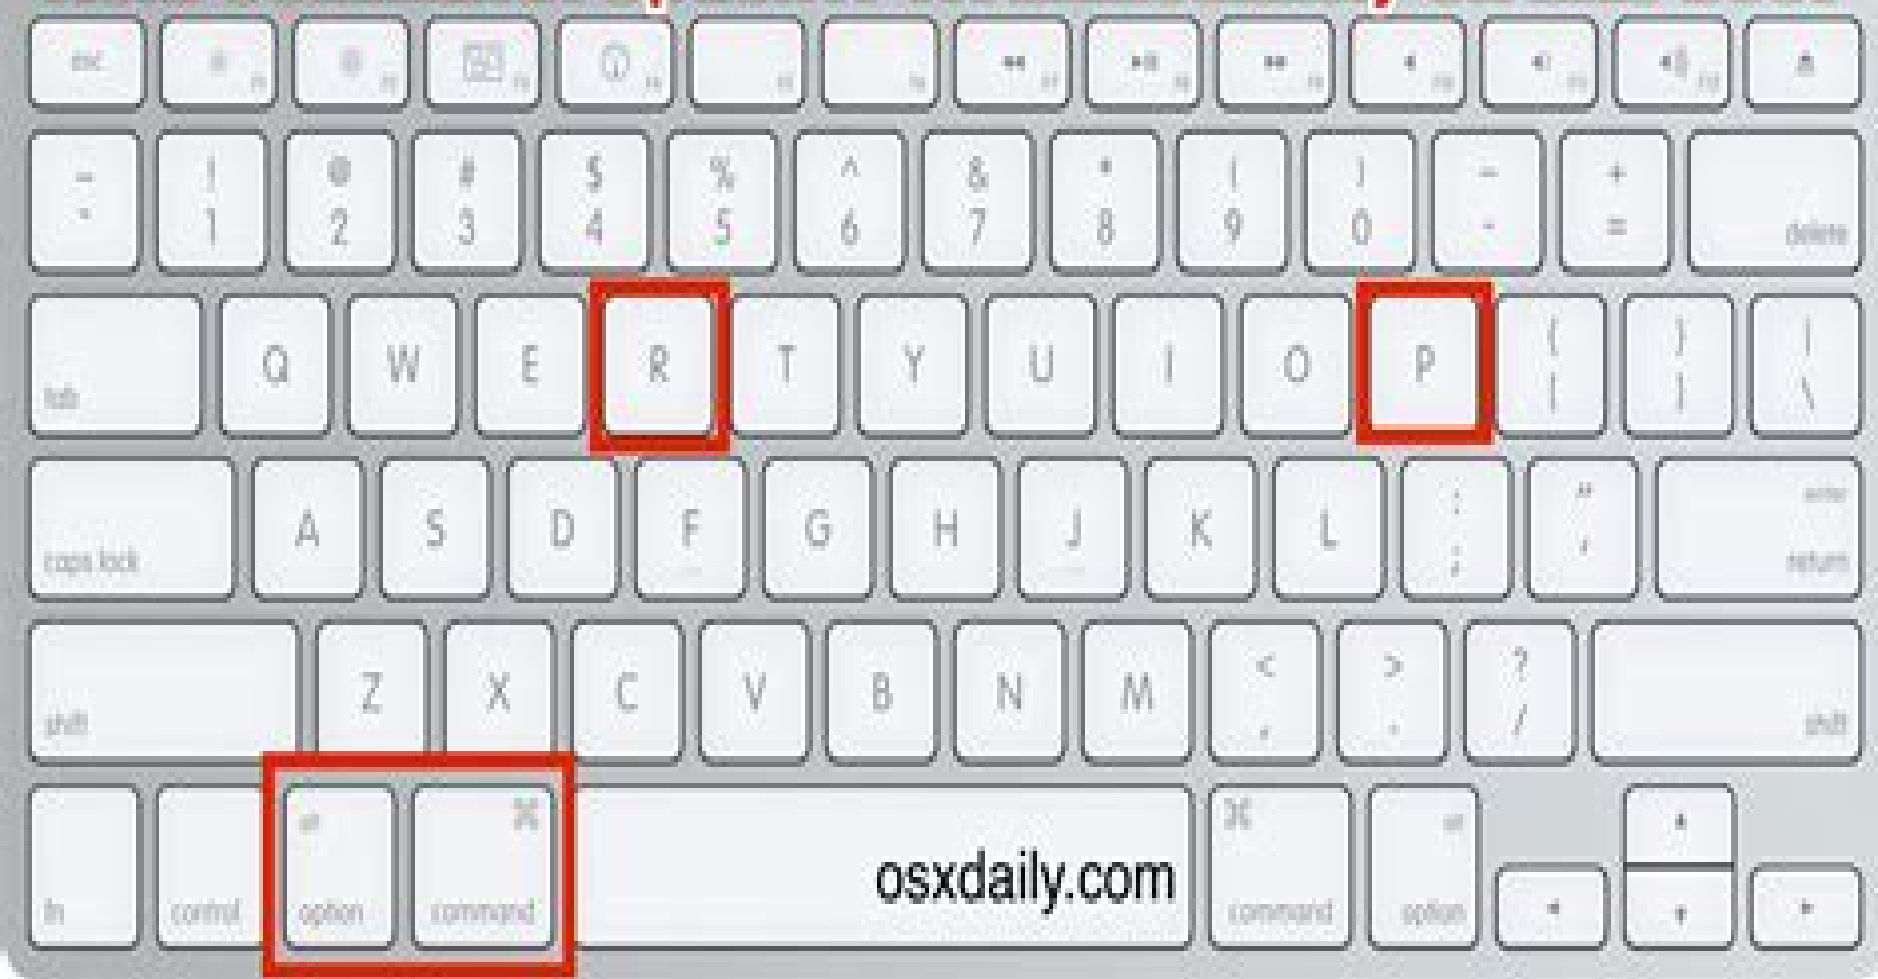 esc
~ ! @ # $ % ^ & * ( ) – +
` 1 2 3 4 5 6 7 8 9 0 - = delete
tab Q W E R T Y U I O P { [ } ] | \
caps lock A S D F G H J K L : ; " ' enter return
shift Z X C V B N M < , > . ? / shift
fn control alt option ⌘ command osxdaily.com ⌘ command alt option